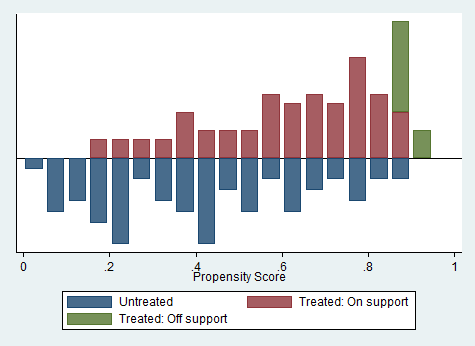 0 .2 .4 .6 .8 1
Propensity Score
Untreated Treated: On support
Treated: Off support